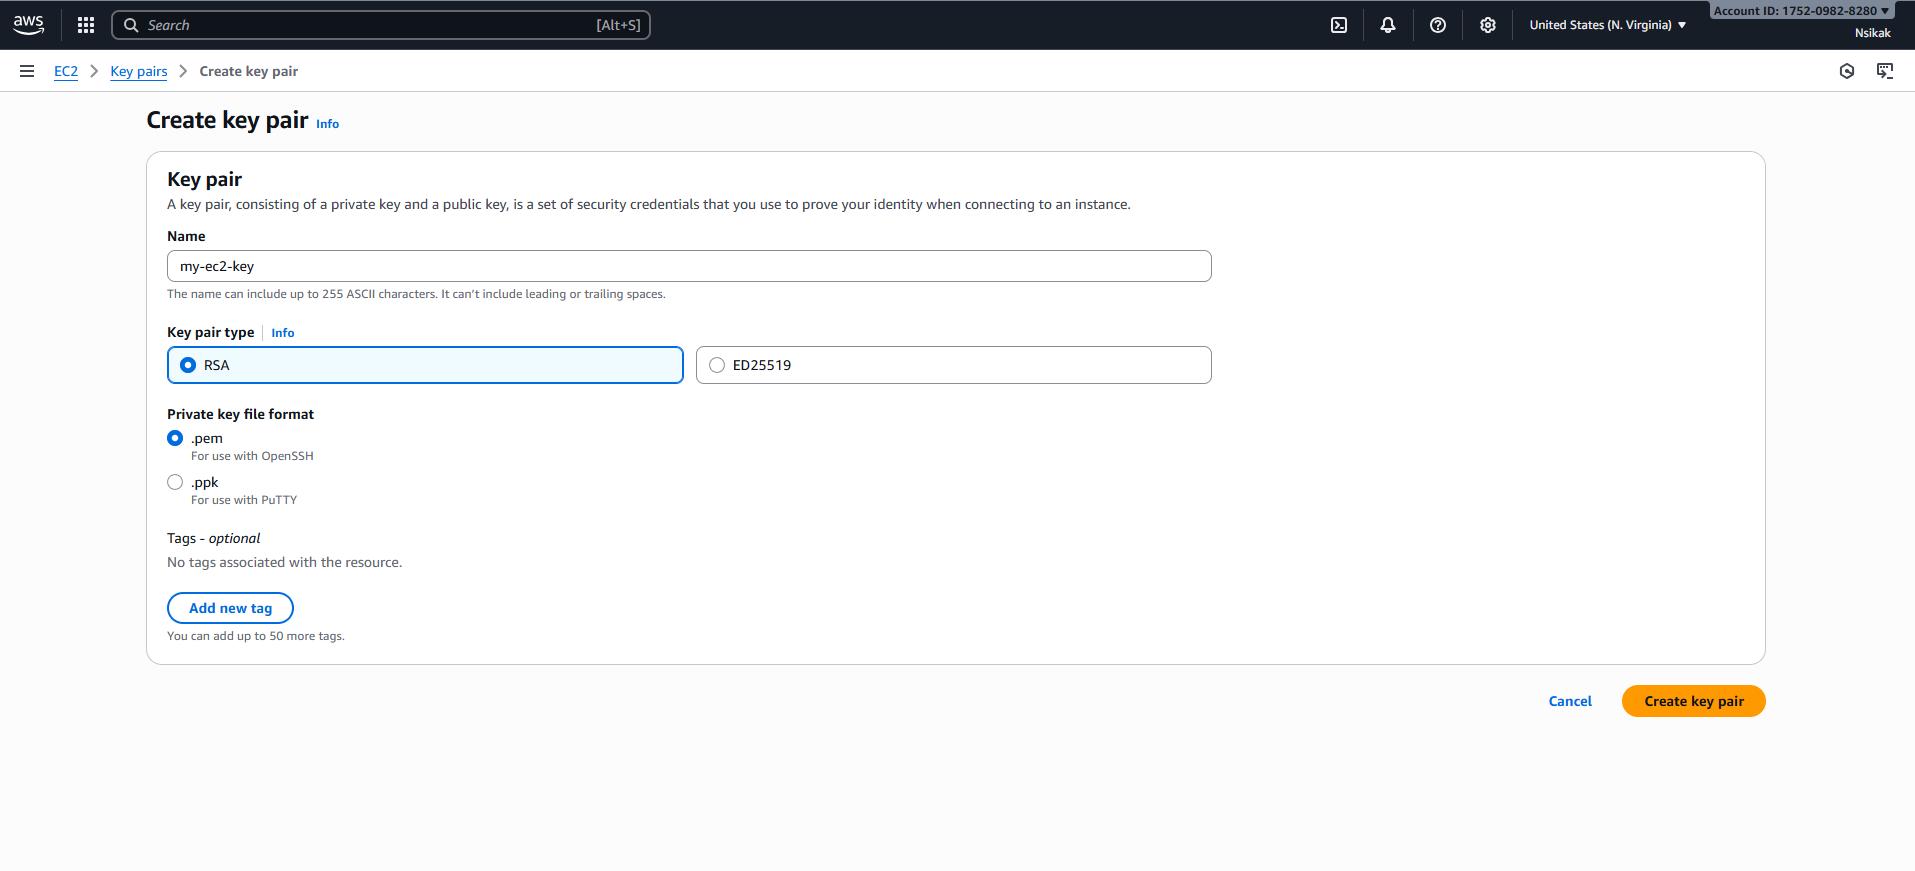 aws
Search [Alt+S]
United States (N. Virginia)
Account ID: 1752-0982-8280
Nsikak
EC2 Key pairs Create key pair
Create key pair Info
Key pair
A key pair, consisting of a private key and a public key, is a set of security credentials that you use to prove your identity when connecting to an instance.
Name
my-ec2-key
The name can include up to 255 ASCII characters. It can't include leading or trailing spaces.
Key pair type Info
RSA ED25519
Private key file format
.pem
For use with OpenSSH
.ppk
For use with PuTTY
Tags - optional
No tags associated with the resource.
Add new tag
You can add up to 50 more tags.
Cancel Create key pair